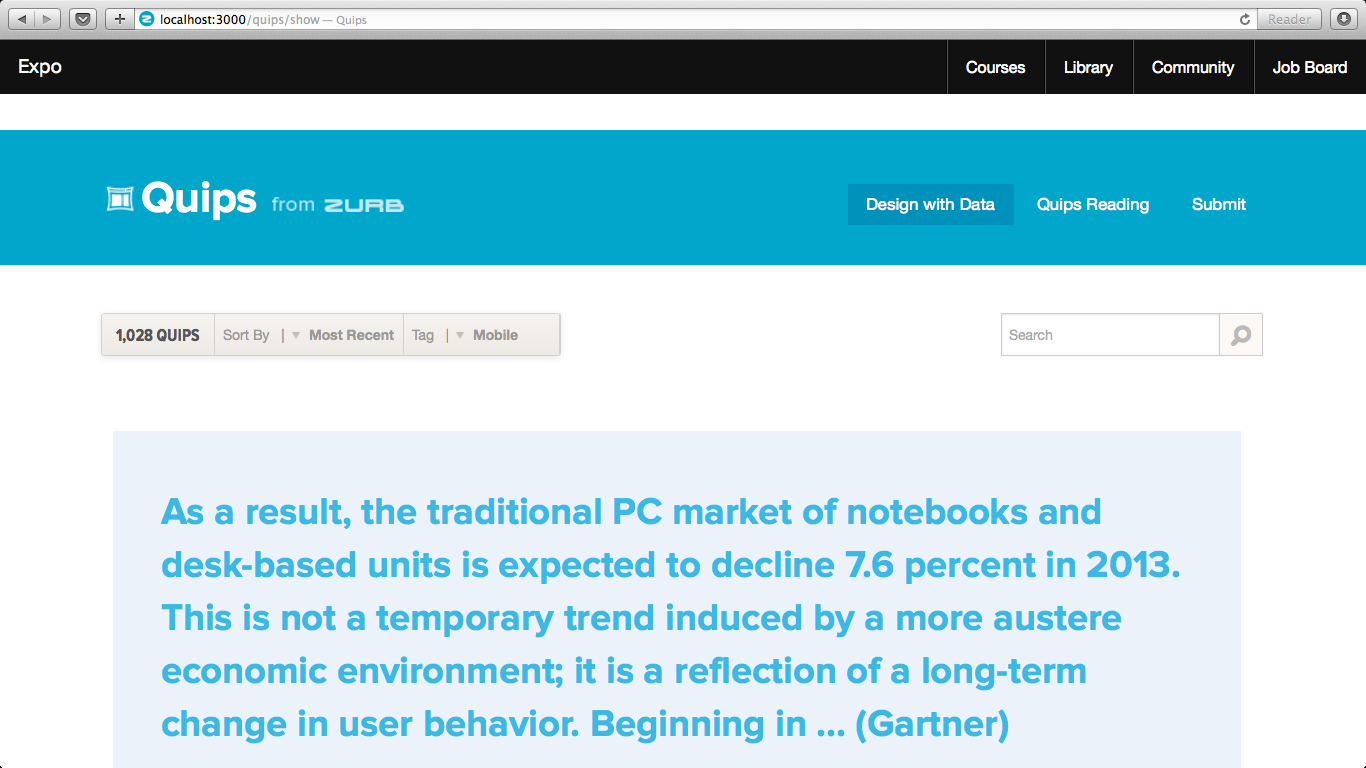 localhost:3000/quips/show — Quips
Reader
Expo
Courses
Library
Community
Job Board
Quips from ZURB
Design with Data
Quips Reading
Submit
1,028 QUIPS
Sort By | Most Recent
Tag | Mobile
Search
As a result, the traditional PC market of notebooks and
desk-based units is expected to decline 7.6 percent in 2013.
This is not a temporary trend induced by a more austere
economic environment; it is a reflection of a long-term
change in user behavior. Beginning in ... (Gartner)